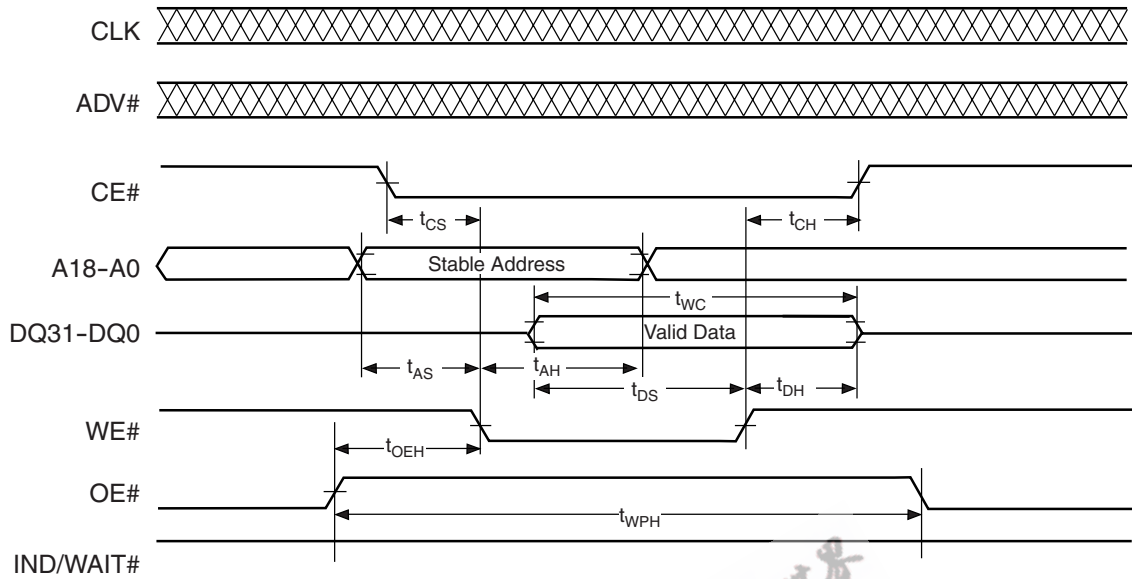 CLK
ADV#
CE#
tCS
tCH
A18-A0
Stable Address
tWC
DQ31-DQ0
Valid Data
tAS
tAH
tDS
tDH
WE#
tOEH
OE#
tWPH
IND/WAIT#